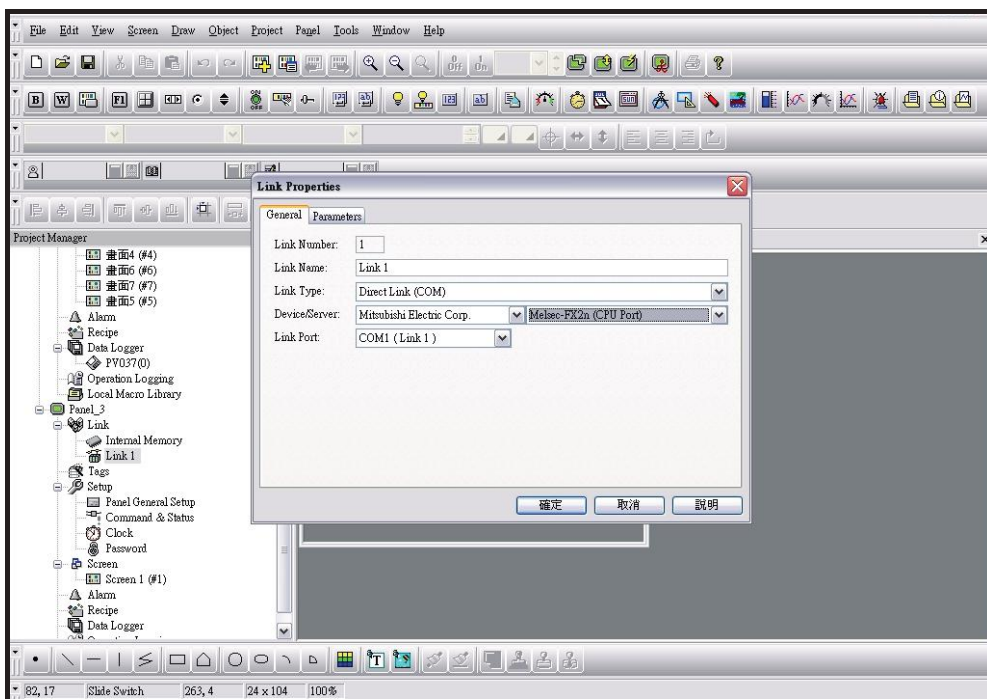 File Edit View Screen Draw Object Project Panel Tools Window Help
Link Properties
General Parameters
Link Number: 1
Link Name: Link 1
Link Type: Direct Link (COM)
Device/Server: Mitsubishi Electric Corp. Melsec-FX2n (CPU Port)
Link Port: COM1 ( Link 1 )
確定 取消 說明
Project Manager
畫面4 (#4)
畫面6 (#6)
畫面7 (#7)
畫面5 (#5)
Alarm
Recipe
Data Logger
PV037(0)
Operation Logging
Local Macro Library
Panel_3
Link
Internal Memory
Link 1
Tags
Setup
Panel General Setup
Command & Status
Clock
Password
Screen
Screen 1 (#1)
Alarm
Recipe
Data Logger
82, 17 Slide Switch 263, 4 24 x 104 100%